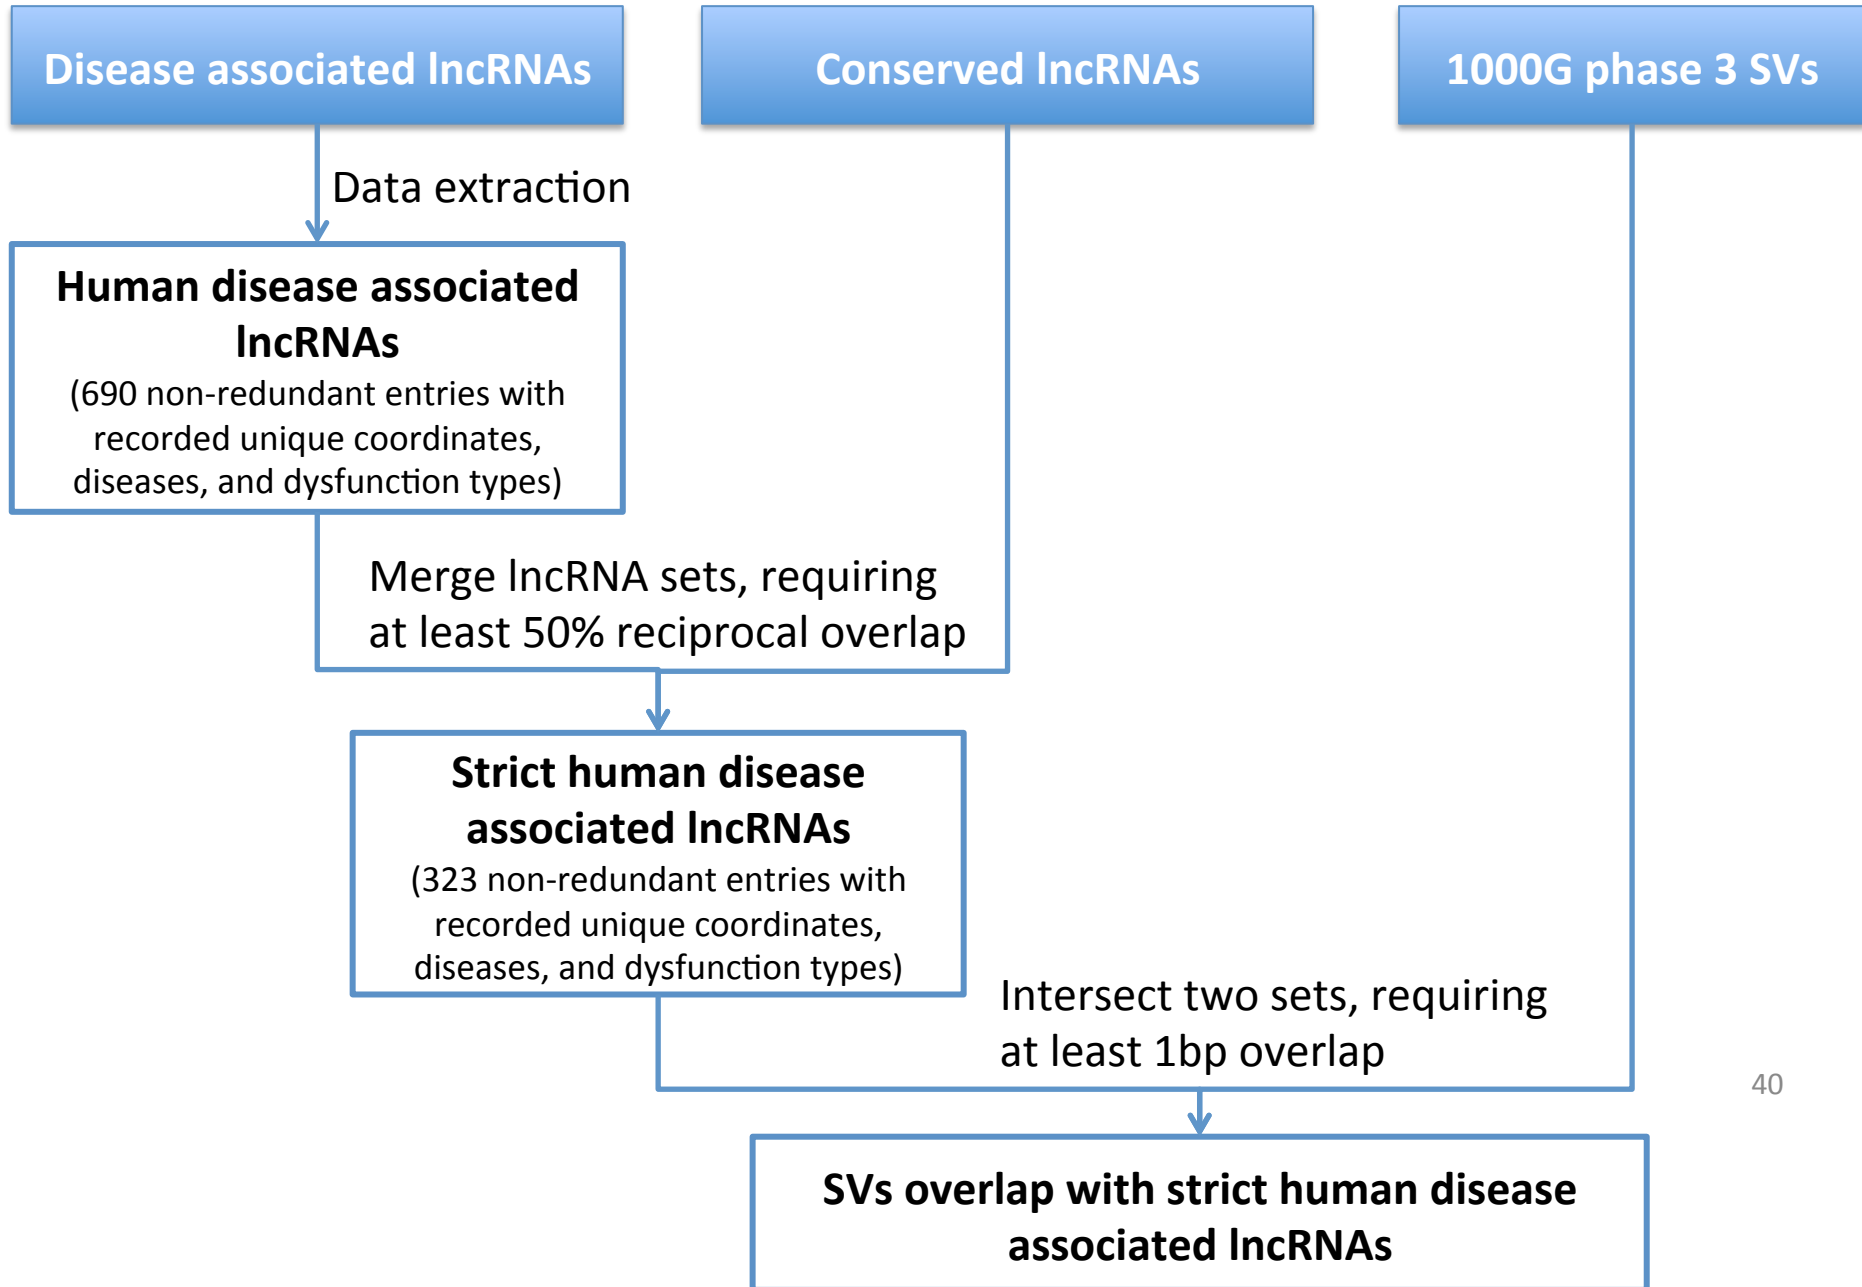 Disease associated lncRNAs
Conserved lncRNAs
1000G phase 3 SVs
Data extraction
Human disease associated
lncRNAs
(690 non-redundant entries with
recorded unique coordinates,
diseases, and dysfunction types)
Merge lncRNA sets, requiring
at least 50% reciprocal overlap
Strict human disease
associated lncRNAs
(323 non-redundant entries with
recorded unique coordinates,
diseases, and dysfunction types)
Intersect two sets, requiring
at least 1bp overlap
40
SVs overlap with strict human disease
associated lncRNAs